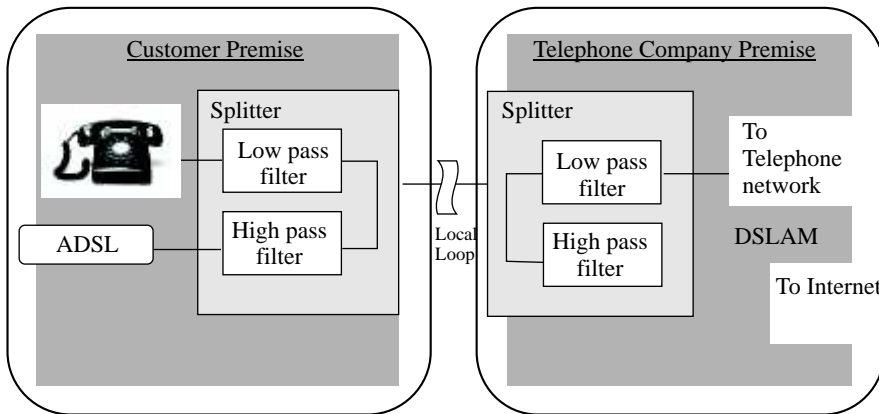 Customer Premise
Splitter
Low pass
filter
High pass
filter
ADSL
Local
Loop
Telephone Company Premise
Splitter
Low pass
filter
High pass
filter
To
Telephone
network
DSLAM
To Internet